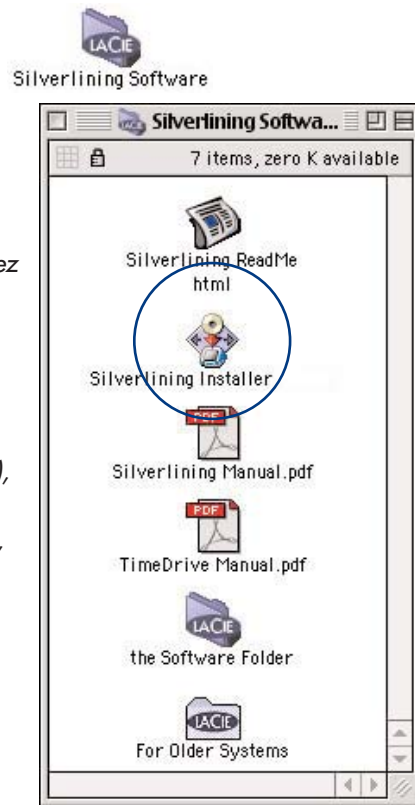 LACIE
Silverlining Software
Silverlining Softwa...
7 items, zero K available
Silverlining ReadMe
html
ez
Silverlining Installer
PDF
),
Silverlining Manual.pdf
PDF
TimeDrive Manual.pdf
LACIE
the Software Folder
LACIE
For Older Systems